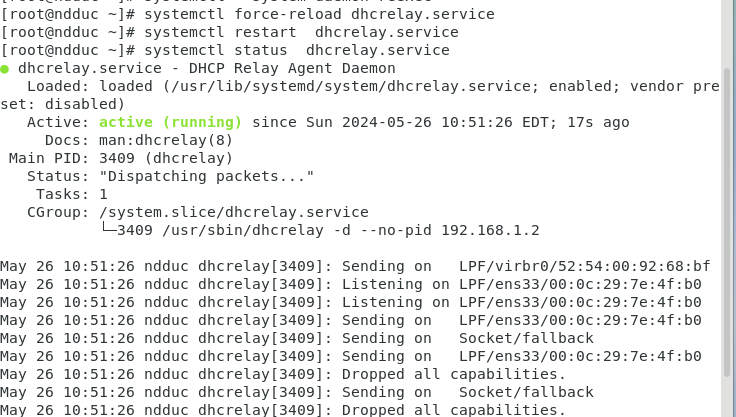 [root@ndduc ~]# systemctl force-reload dhcrelay.service
[root@ndduc ~]# systemctl restart  dhcrelay.service
[root@ndduc ~]# systemctl status  dhcrelay.service
● dhcrelay.service - DHCP Relay Agent Daemon
   Loaded: loaded (/usr/lib/systemd/system/dhcrelay.service; enabled; vendor pre
set: disabled)
   Active: active (running) since Sun 2024-05-26 10:51:26 EDT; 17s ago
     Docs: man:dhcrelay(8)
 Main PID: 3409 (dhcrelay)
   Status: "Dispatching packets..."
    Tasks: 1
   CGroup: /system.slice/dhcrelay.service
           └─3409 /usr/sbin/dhcrelay -d --no-pid 192.168.1.2

May 26 10:51:26 ndduc dhcrelay[3409]: Sending on   LPF/virbr0/52:54:00:92:68:bf
May 26 10:51:26 ndduc dhcrelay[3409]: Listening on LPF/ens33/00:0c:29:7e:4f:b0
May 26 10:51:26 ndduc dhcrelay[3409]: Listening on LPF/ens33/00:0c:29:7e:4f:b0
May 26 10:51:26 ndduc dhcrelay[3409]: Sending on   LPF/ens33/00:0c:29:7e:4f:b0
May 26 10:51:26 ndduc dhcrelay[3409]: Sending on   Socket/fallback
May 26 10:51:26 ndduc dhcrelay[3409]: Sending on   LPF/ens33/00:0c:29:7e:4f:b0
May 26 10:51:26 ndduc dhcrelay[3409]: Dropped all capabilities.
May 26 10:51:26 ndduc dhcrelay[3409]: Sending on   Socket/fallback
May 26 10:51:26 ndduc dhcrelay[3409]: Dropped all capabilities.